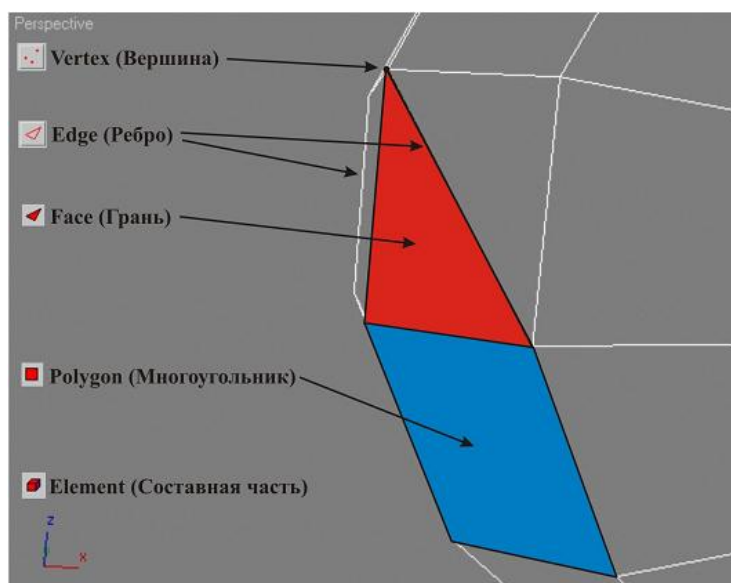 Perspective
Vertex (Вершина)
Edge (Ребро)
Face (Грань)
Polygon (Многоугольник)
Element (Составная часть)
z
x